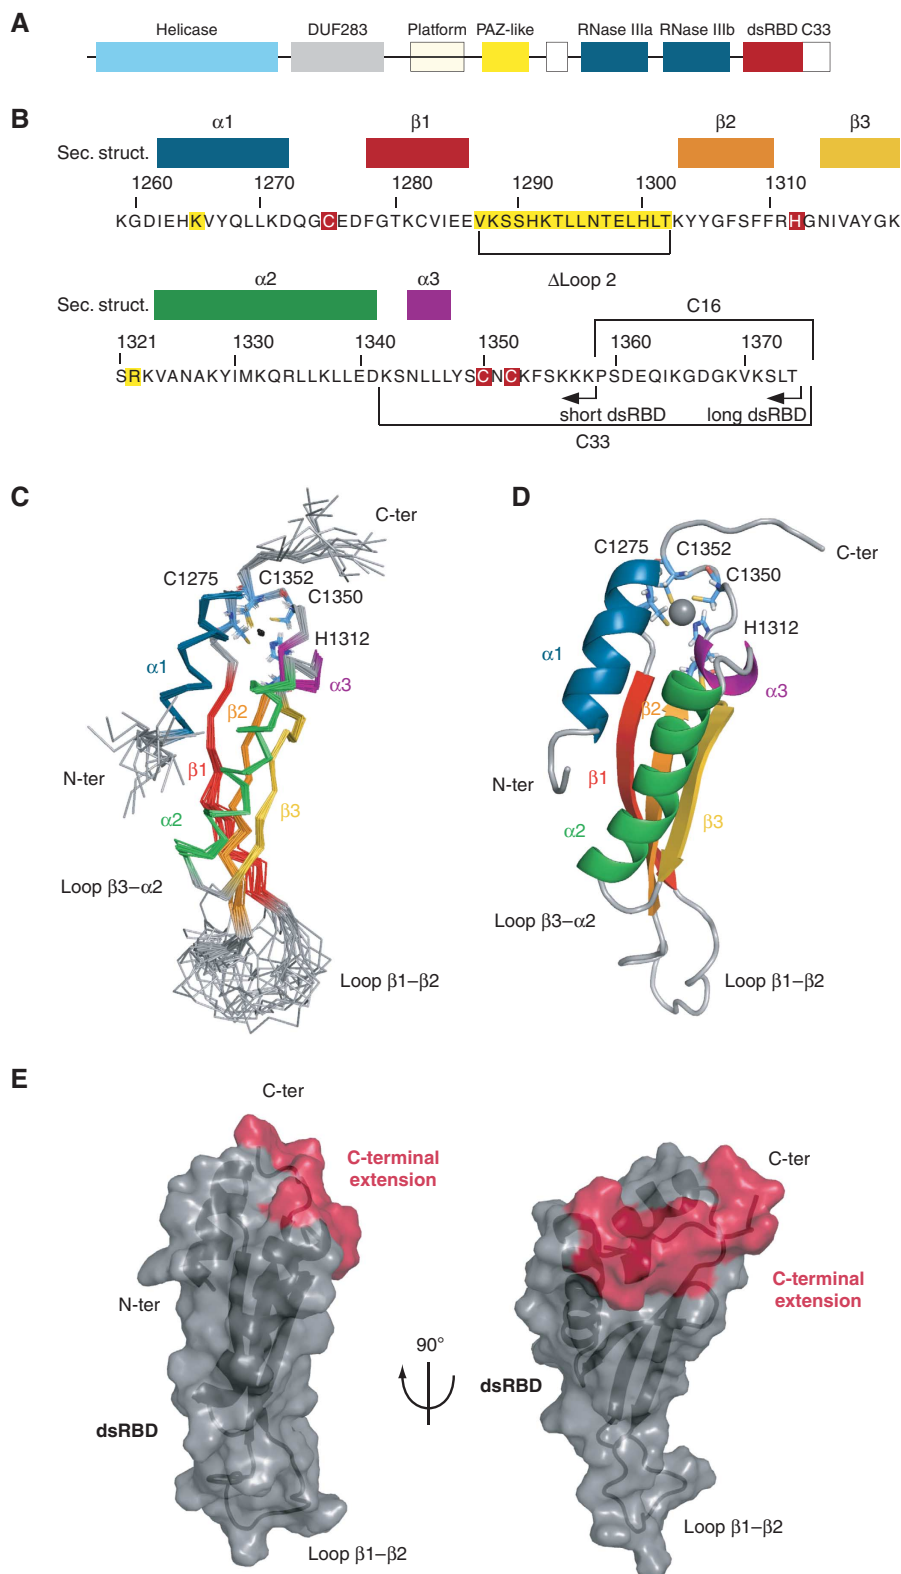 A
Helicase DUF283 Platform PAZ-like RNase IIIa RNase IIIb dsRBD C33
B
α1 β1 β2 β3
Sec. struct.
1260 1270 1280 1290 1300 1310
KGDIEHKVYQLLKDQGCEDFGTKCVIEEVKSSHKTLLNTELHLTKYYGFSFFRHGNIVAYGK
ΔLoop 2
α2 α3
Sec. struct.
C16
1321 1330 1340 1350 1360 1370
SRKVANAKYIMKQRLLKLLEDKSNLLLYSCNCKFSKKKPSDEQIKGDGKVKSLT
short dsRBD long dsRBD
C33
C
C-ter
C1275 C1352
C1350
H1312
α1
α3
β2
N-ter
β1
α2
β3
Loop β3–α2
Loop β1–β2
D
C1275 C1352
C-ter
C1350
H1312
α1
α3
β2
N-ter
β1
α2
β3
Loop β3–α2
Loop β1–β2
E
C-ter
C-terminal
extension
N-ter
dsRBD
Loop β1–β2
90°
C-ter
C-terminal
extension
dsRBD
Loop β1–β2